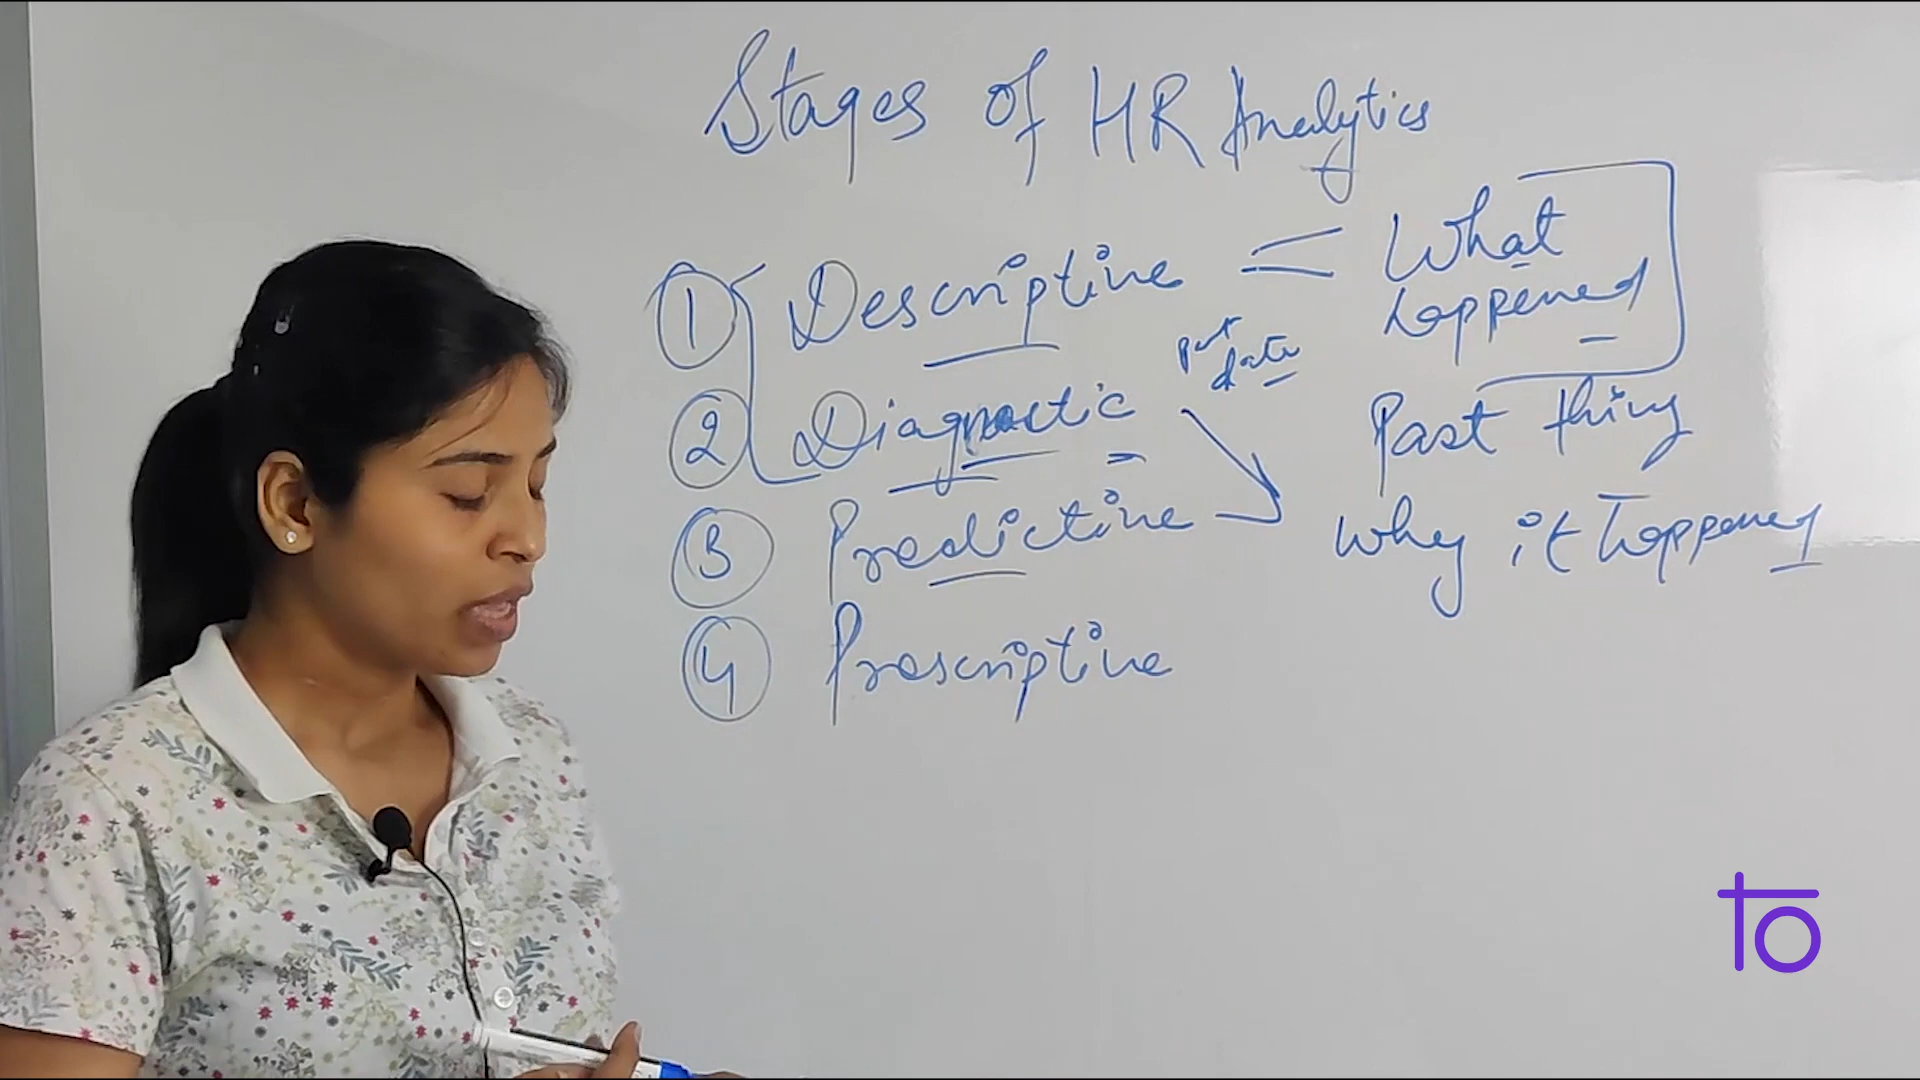 Stages of HR Analytics
1 Descriptive = What happened
past data
2 Diagnostic
Past thing
3 Predictive
Why it happened
4 Prescriptive
to